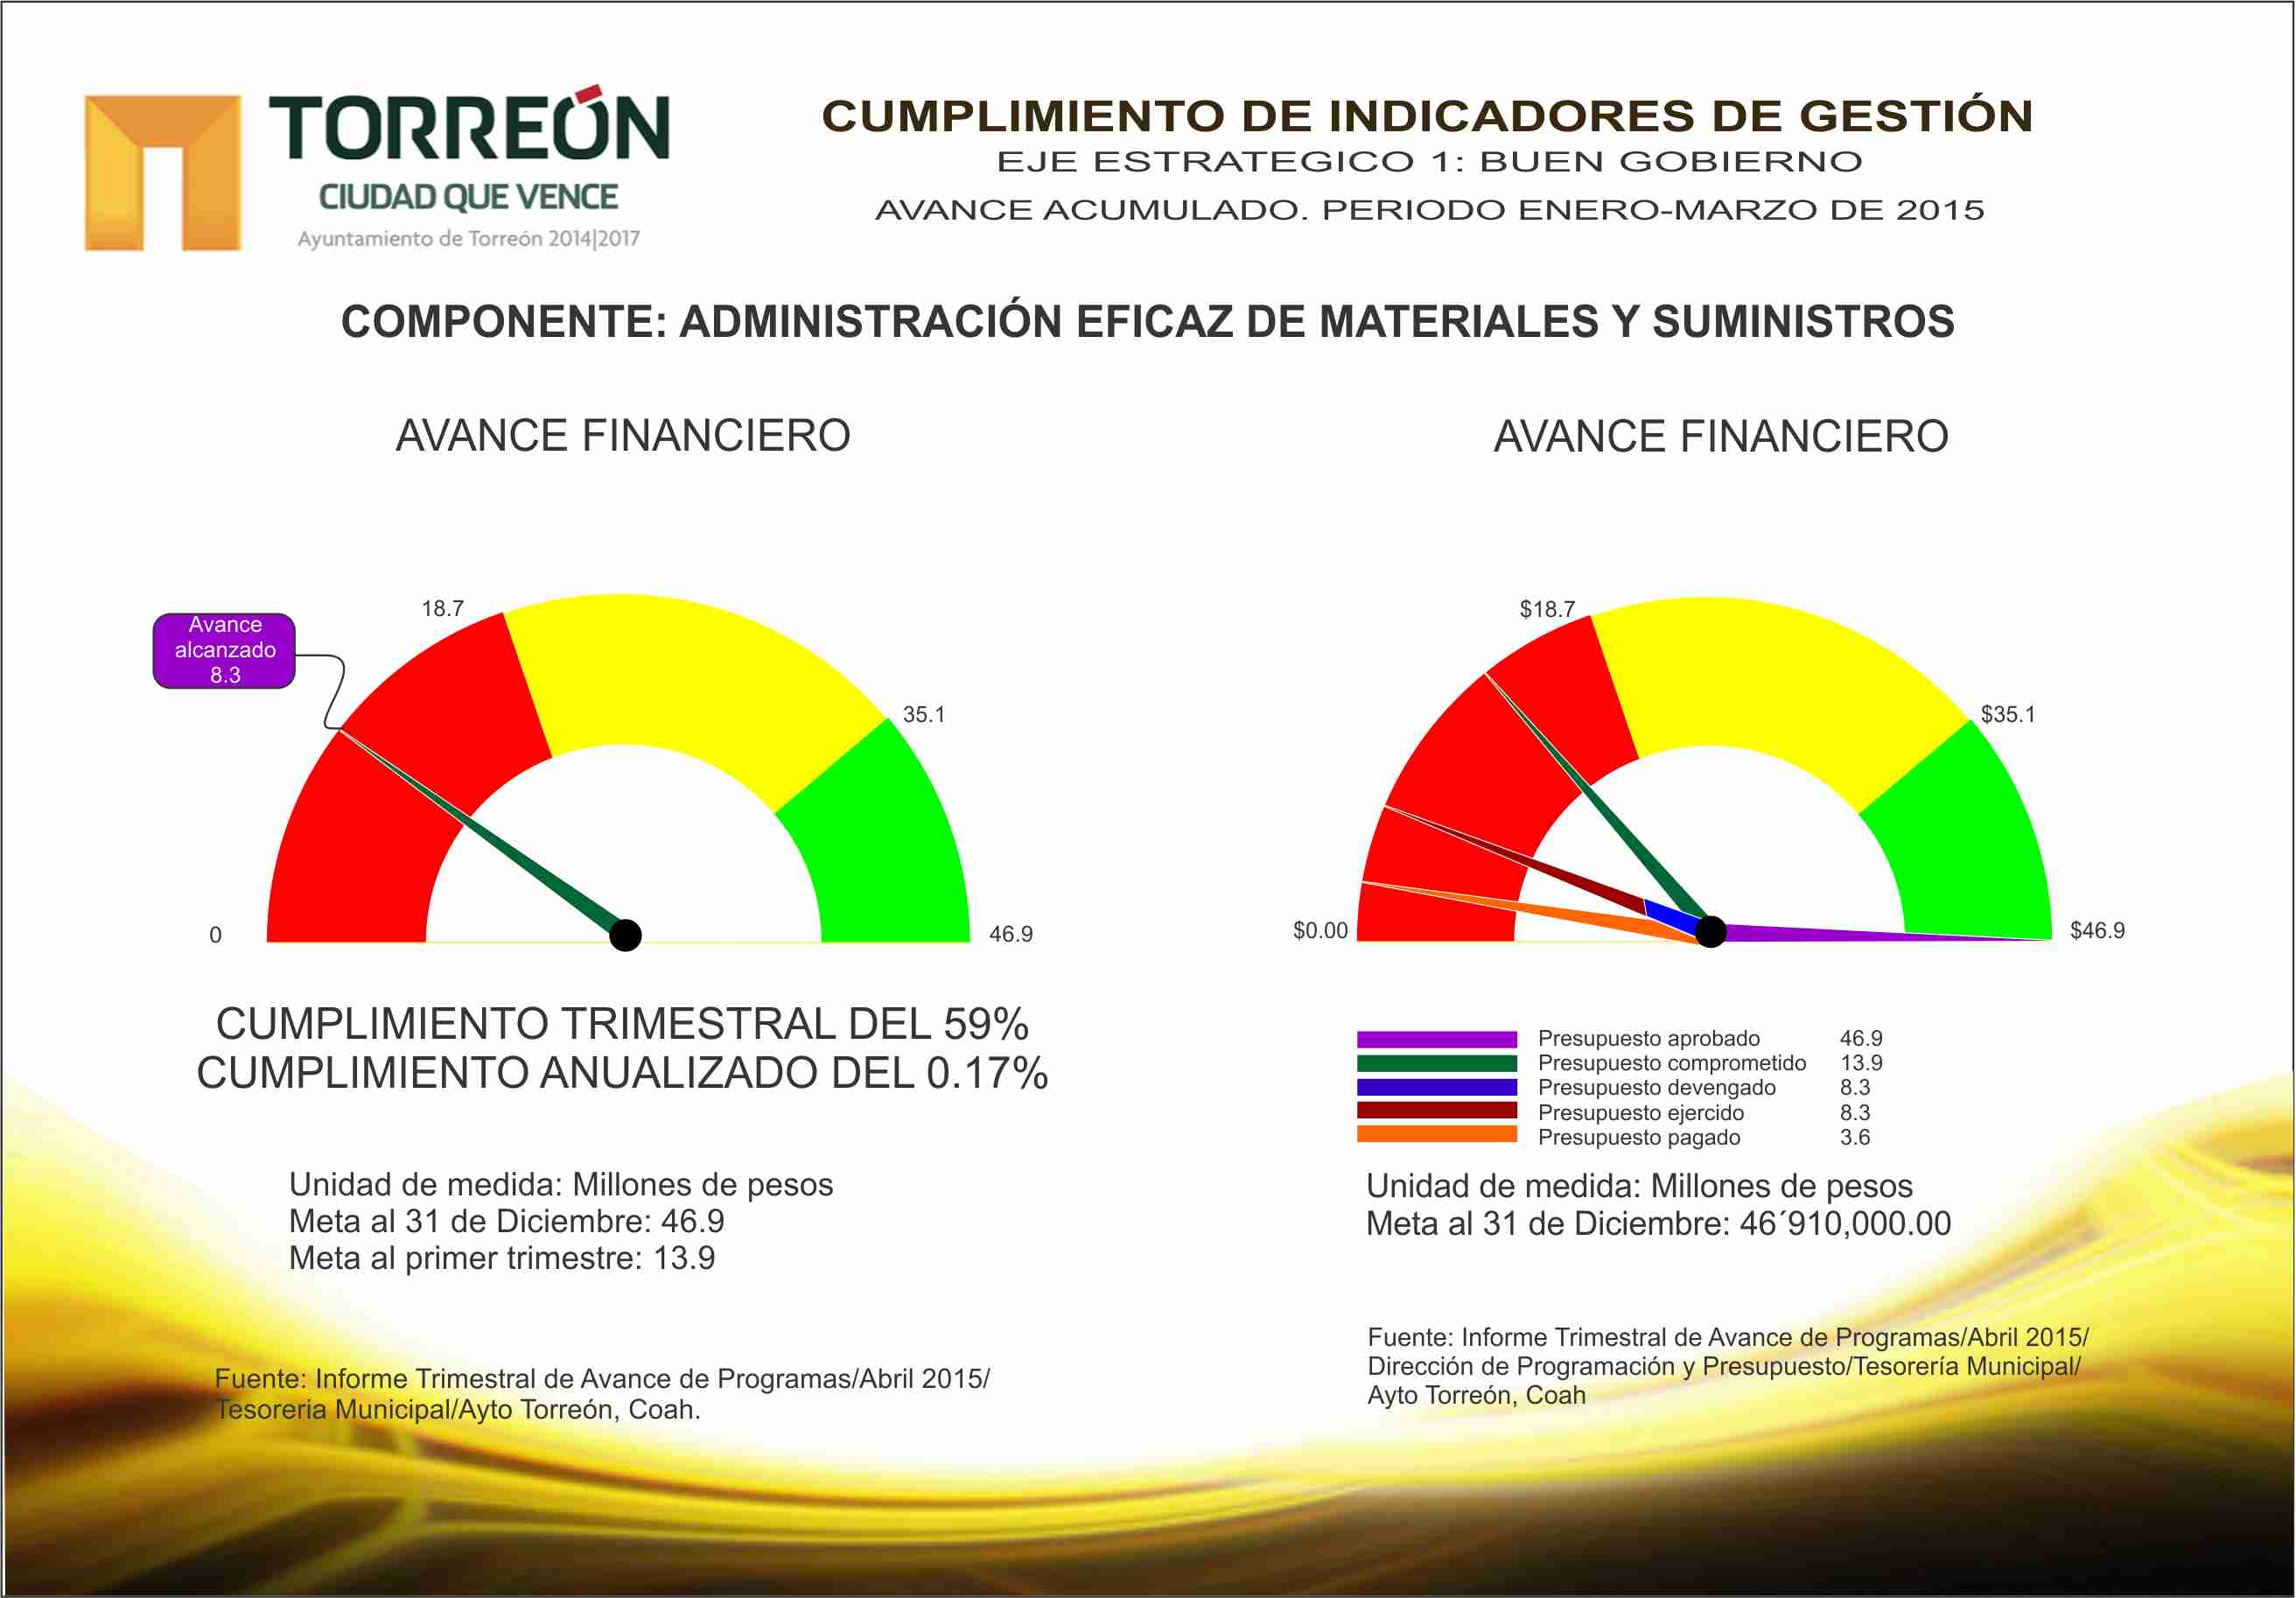 TORREÓN
CIUDAD QUE VENCE
Ayuntamiento de Torreón 2014|2017
CUMPLIMIENTO DE INDICADORES DE GESTIÓN
EJE ESTRATEGICO 1: BUEN GOBIERNO
AVANCE ACUMULADO. PERIODO ENERO-MARZO DE 2015
COMPONENTE: ADMINISTRACIÓN EFICAZ DE MATERIALES Y SUMINISTROS
AVANCE FINANCIERO
Avance
alcanzado
8.3
18.7
35.1
0
46.9
CUMPLIMIENTO TRIMESTRAL DEL 59%
CUMPLIMIENTO ANUALIZADO DEL 0.17%
Unidad de medida: Millones de pesos
Meta al 31 de Diciembre: 46.9
Meta al primer trimestre: 13.9
Fuente: Informe Trimestral de Avance de Programas/Abril 2015/
Tesoreria Municipal/Ayto Torreón, Coah.
AVANCE FINANCIERO
$18.7
$35.1
$0.00
$46.9
Presupuesto aprobado 46.9
Presupuesto comprometido 13.9
Presupuesto devengado 8.3
Presupuesto ejercido 8.3
Presupuesto pagado 3.6
Unidad de medida: Millones de pesos
Meta al 31 de Diciembre: 46´910,000.00
Fuente: Informe Trimestral de Avance de Programas/Abril 2015/
Dirección de Programación y Presupuesto/Tesorería Municipal/
Ayto Torreón, Coah